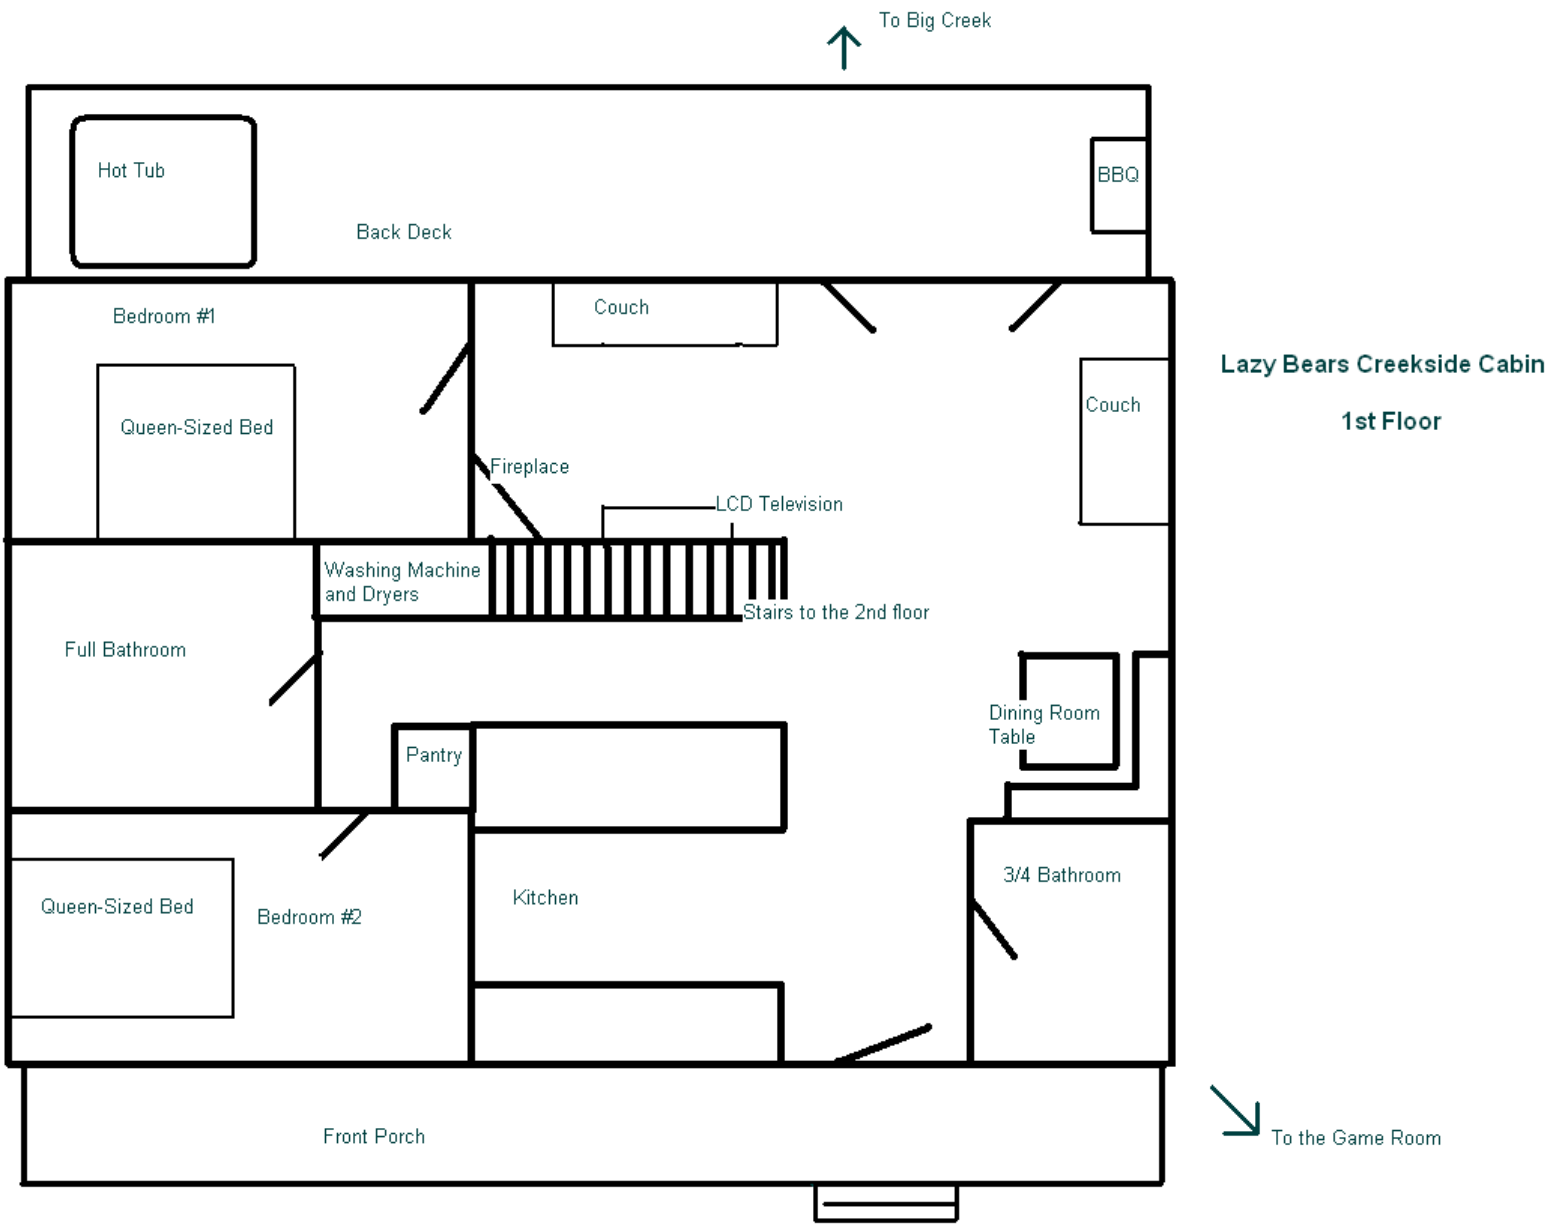 To Big Creek
Hot Tub
BBQ
Back Deck
Bedroom #1
Couch
Lazy Bears Creekside Cabin
1st Floor
Couch
Queen-Sized Bed
Fireplace
LCD Television
Washing Machine
and Dryers
Stairs to the 2nd floor
Full Bathroom
Dining Room
Table
Pantry
3/4 Bathroom
Kitchen
Queen-Sized Bed
Bedroom #2
Front Porch
To the Game Room